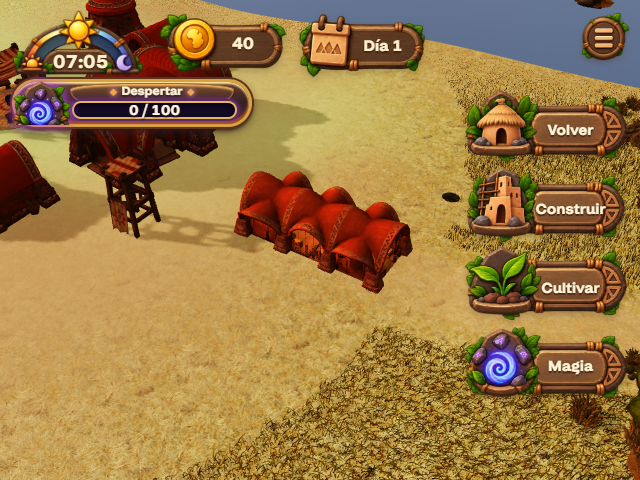 07:05
40
Día 1
Despertar
0 / 100
Volver
Construir
Cultivar
Magia